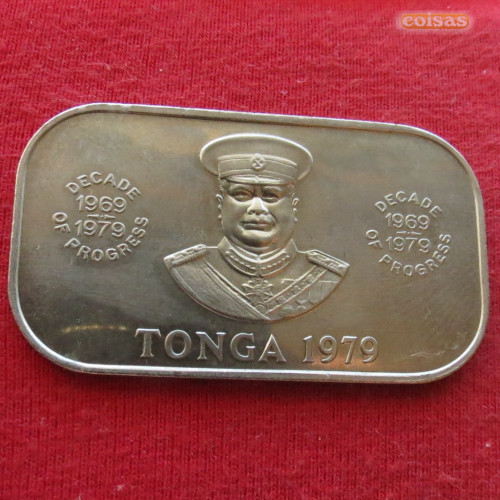 coisas
DECADE
1969
1979
OF PROGRESS
DECADE
1969
1979
OF PROGRESS
TONGA 1979